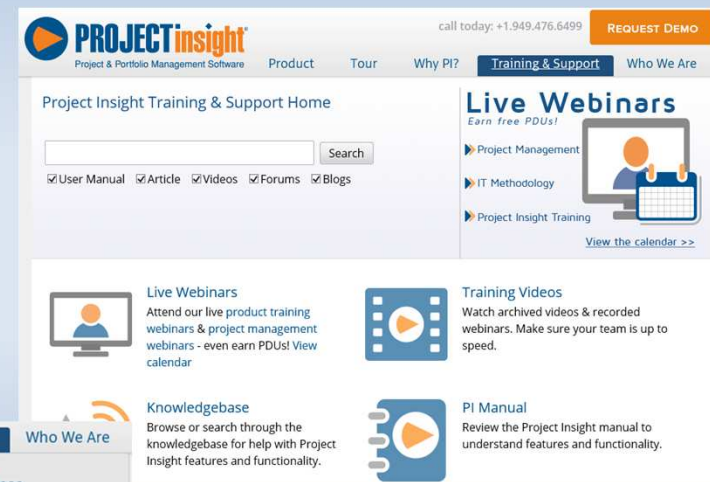 call today: +1.949.476.6499
REQUEST DEMO
PROJECTinsight®
Project & Portfolio Management Software
Product
Tour
Why PI?
Training & Support
Who We Are
Project Insight Training & Support Home
Search
User Manual
Article
Videos
Forums
Blogs
Live Webinars
Earn free PDUs!
Project Management
IT Methodology
Project Insight Training
View the calendar >>
Live Webinars
Attend our live product training
webinars & project management
webinars - even earn PDUs! View
calendar
Training Videos
Watch archived videos & recorded
webinars. Make sure your team is up to
speed.
Knowledgebase
Browse or search through the
knowledgebase for help with Project
Insight features and functionality.
PI Manual
Review the Project Insight manual to
understand features and functionality.
Who We Are